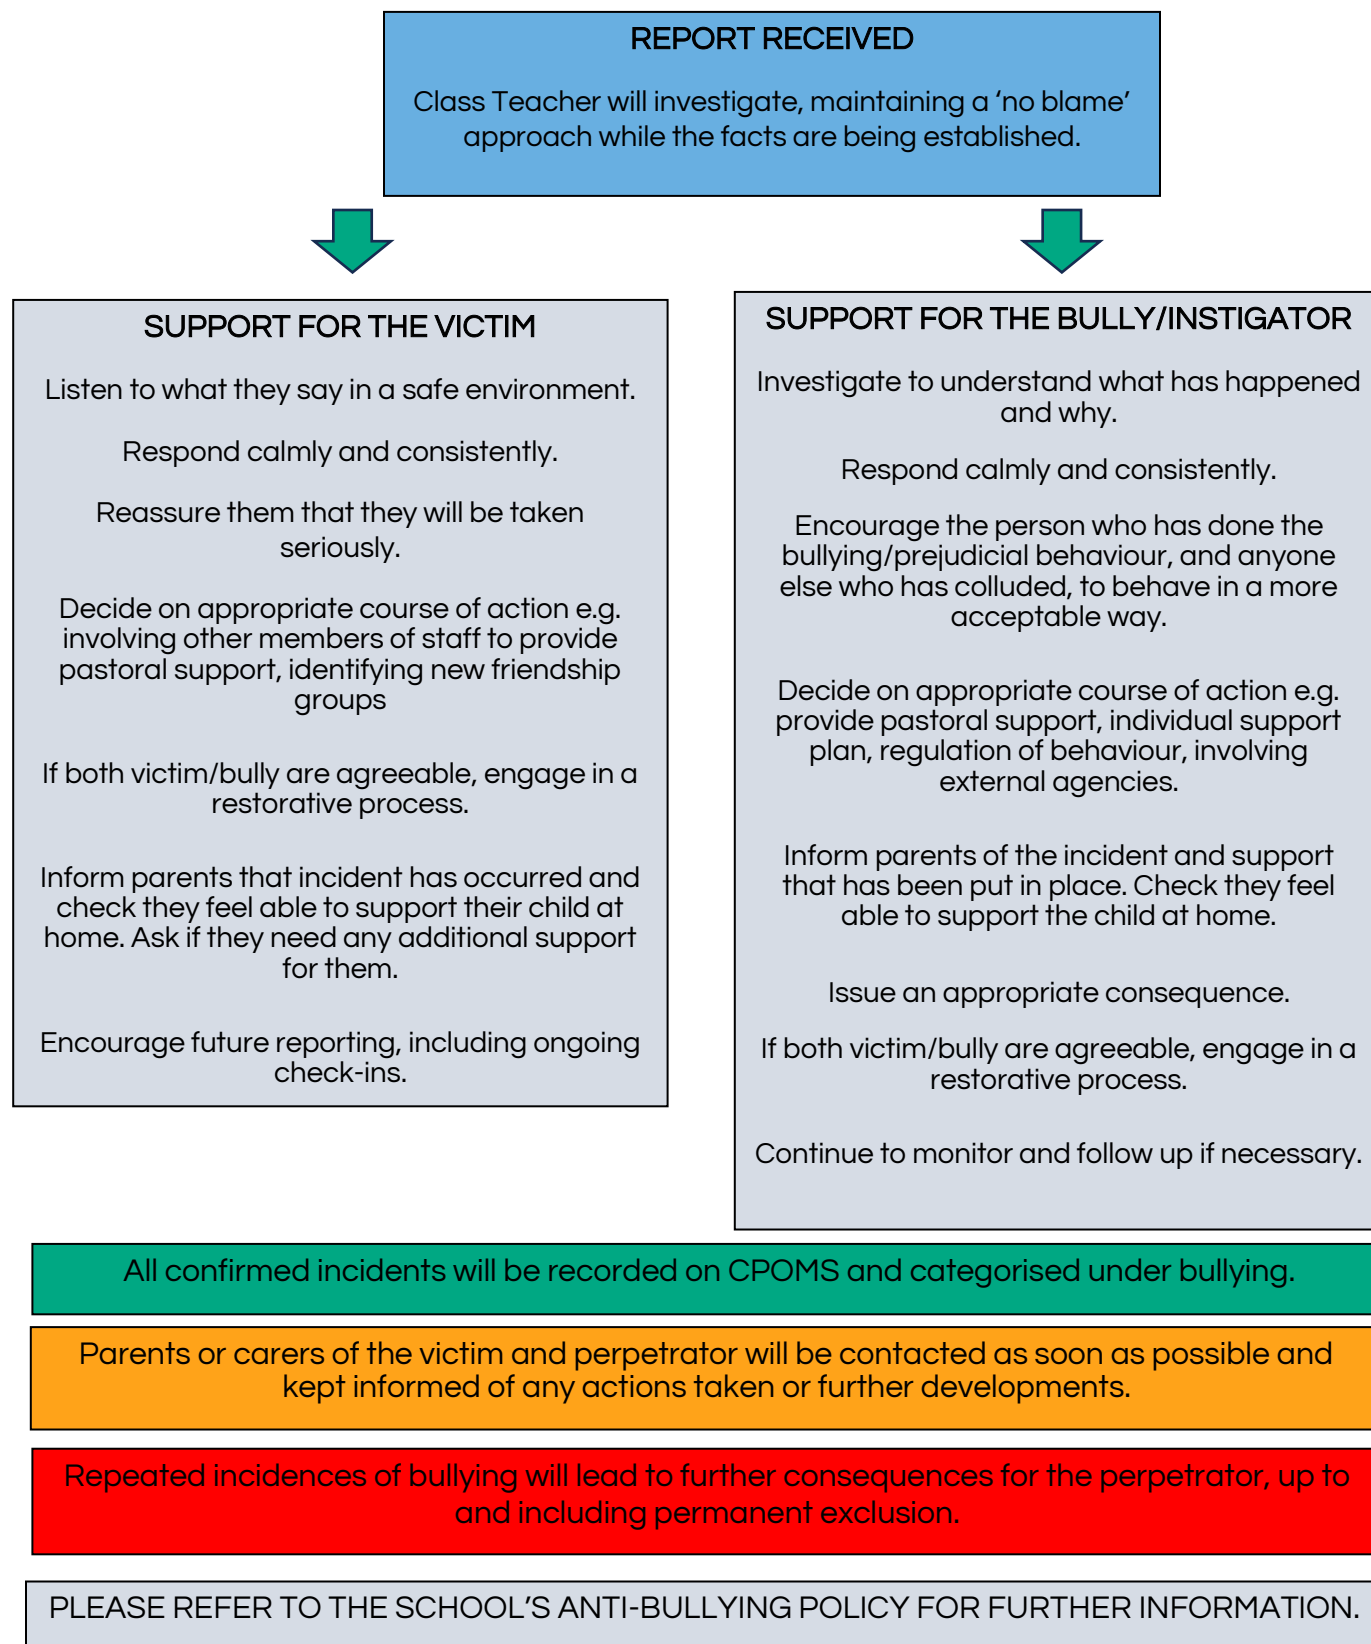 REPORT RECEIVED
Class Teacher will investigate, maintaining a ‘no blame’
approach while the facts are being established.
SUPPORT FOR THE VICTIM
Listen to what they say in a safe environment.
Respond calmly and consistently.
Reassure them that they will be taken
seriously.
Decide on appropriate course of action e.g.
involving other members of staff to provide
pastoral support, identifying new friendship
groups
If both victim/bully are agreeable, engage in a
restorative process.
Inform parents that incident has occurred and
check they feel able to support their child at
home. Ask if they need any additional support
for them.
Encourage future reporting, including ongoing
check-ins.
SUPPORT FOR THE BULLY/INSTIGATOR
Investigate to understand what has happened
and why.
Respond calmly and consistently.
Encourage the person who has done the
bullying/prejudicial behaviour, and anyone
else who has colluded, to behave in a more
acceptable way.
Decide on appropriate course of action e.g.
provide pastoral support, individual support
plan, regulation of behaviour, involving
external agencies.
Inform parents of the incident and support
that has been put in place. Check they feel
able to support the child at home.
Issue an appropriate consequence.
If both victim/bully are agreeable, engage in a
restorative process.
Continue to monitor and follow up if necessary.
All confirmed incidents will be recorded on CPOMS and categorised under bullying.
Parents or carers of the victim and perpetrator will be contacted as soon as possible and
kept informed of any actions taken or further developments.
Repeated incidences of bullying will lead to further consequences for the perpetrator, up to
and including permanent exclusion.
PLEASE REFER TO THE SCHOOL’S ANTI-BULLYING POLICY FOR FURTHER INFORMATION.